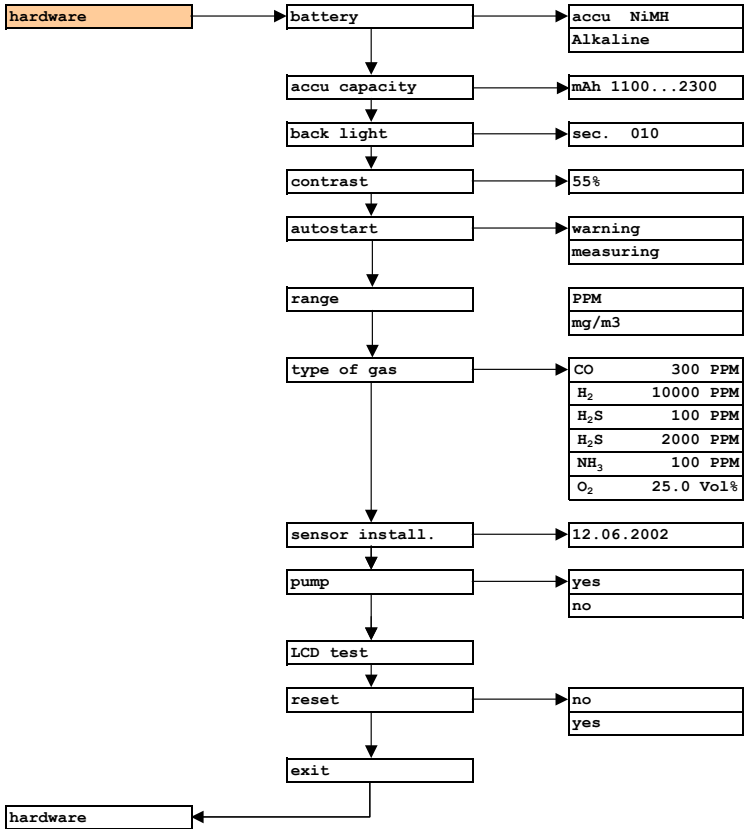 hardware battery accu NiMH
Alkaline
accu capacity mAh 1100...2300
back light sec. 010
contrast 55%
autostart warning
measuring
range PPM
mg/m3
type of gas CO 300 PPM
H₂ 10000 PPM
H₂S 100 PPM
H₂S 2000 PPM
NH₃ 100 PPM
O₂ 25.0 Vol%
sensor install. 12.06.2002
pump yes
no
LCD test
reset no
yes
exit
hardware